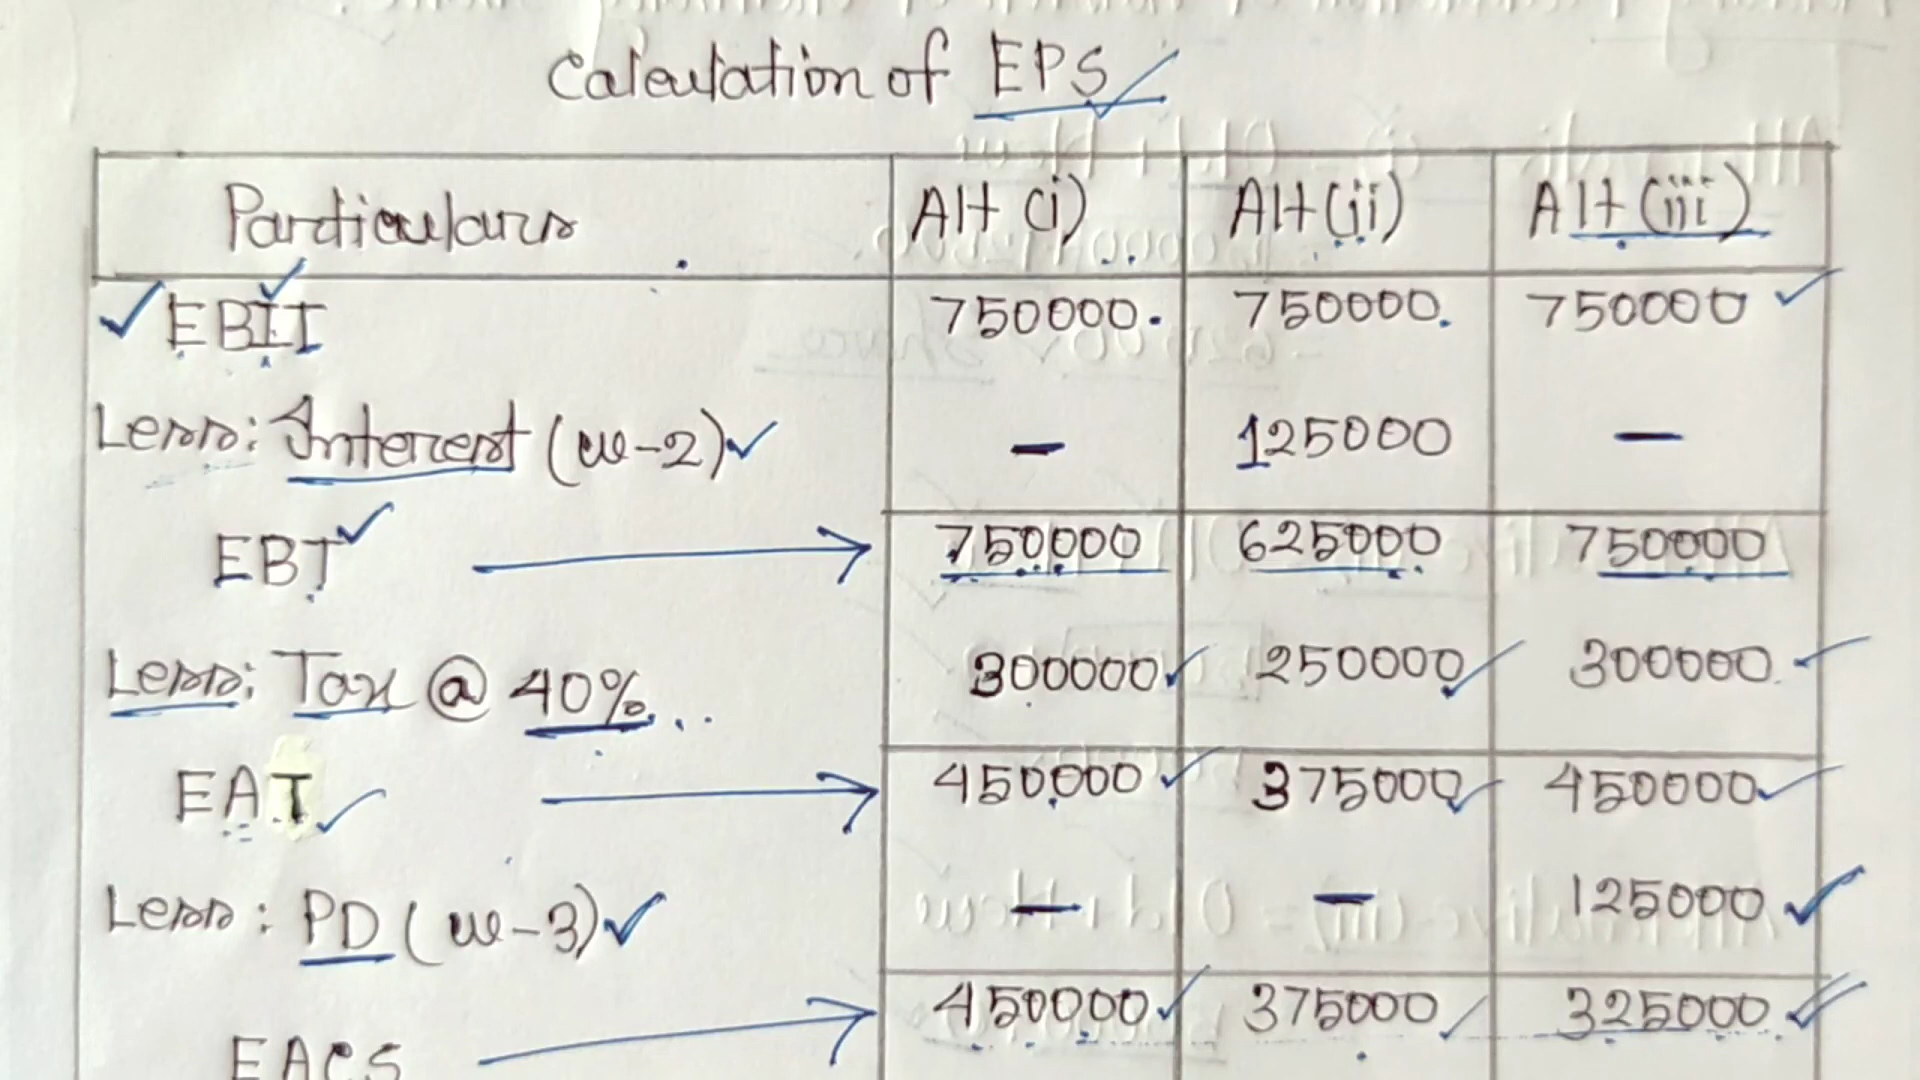 Calculation of EPS
Particulars Alt (i) Alt (ii) Alt (iii)
EBIT 750000 750000 750000
Less: Interest (w-2) — 125000 —
EBT 750000 625000 750000
Less: Tax @ 40% 300000 250000 300000
EAT 450000 375000 450000
Less: PD (w-3) — — 125000
EACS 450000 375000 325000